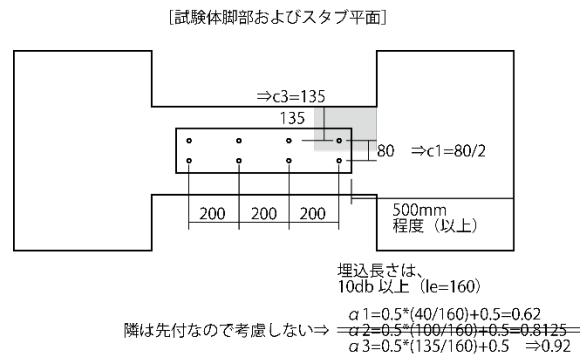 [試験体脚部およびスタブ平面]
⇒c3=135
135
80 ⇒c1=80/2
200 200 200
500mm
程度（以上）
埋込長さは、
10db 以上（le=160）
α1=0.5*(40/160)+0.5=0.62
隣は先付なので考慮しない⇒ α2=0.5*(100/160)+0.5=0.8125
α3=0.5*(135/160)+0.5 ⇒0.92